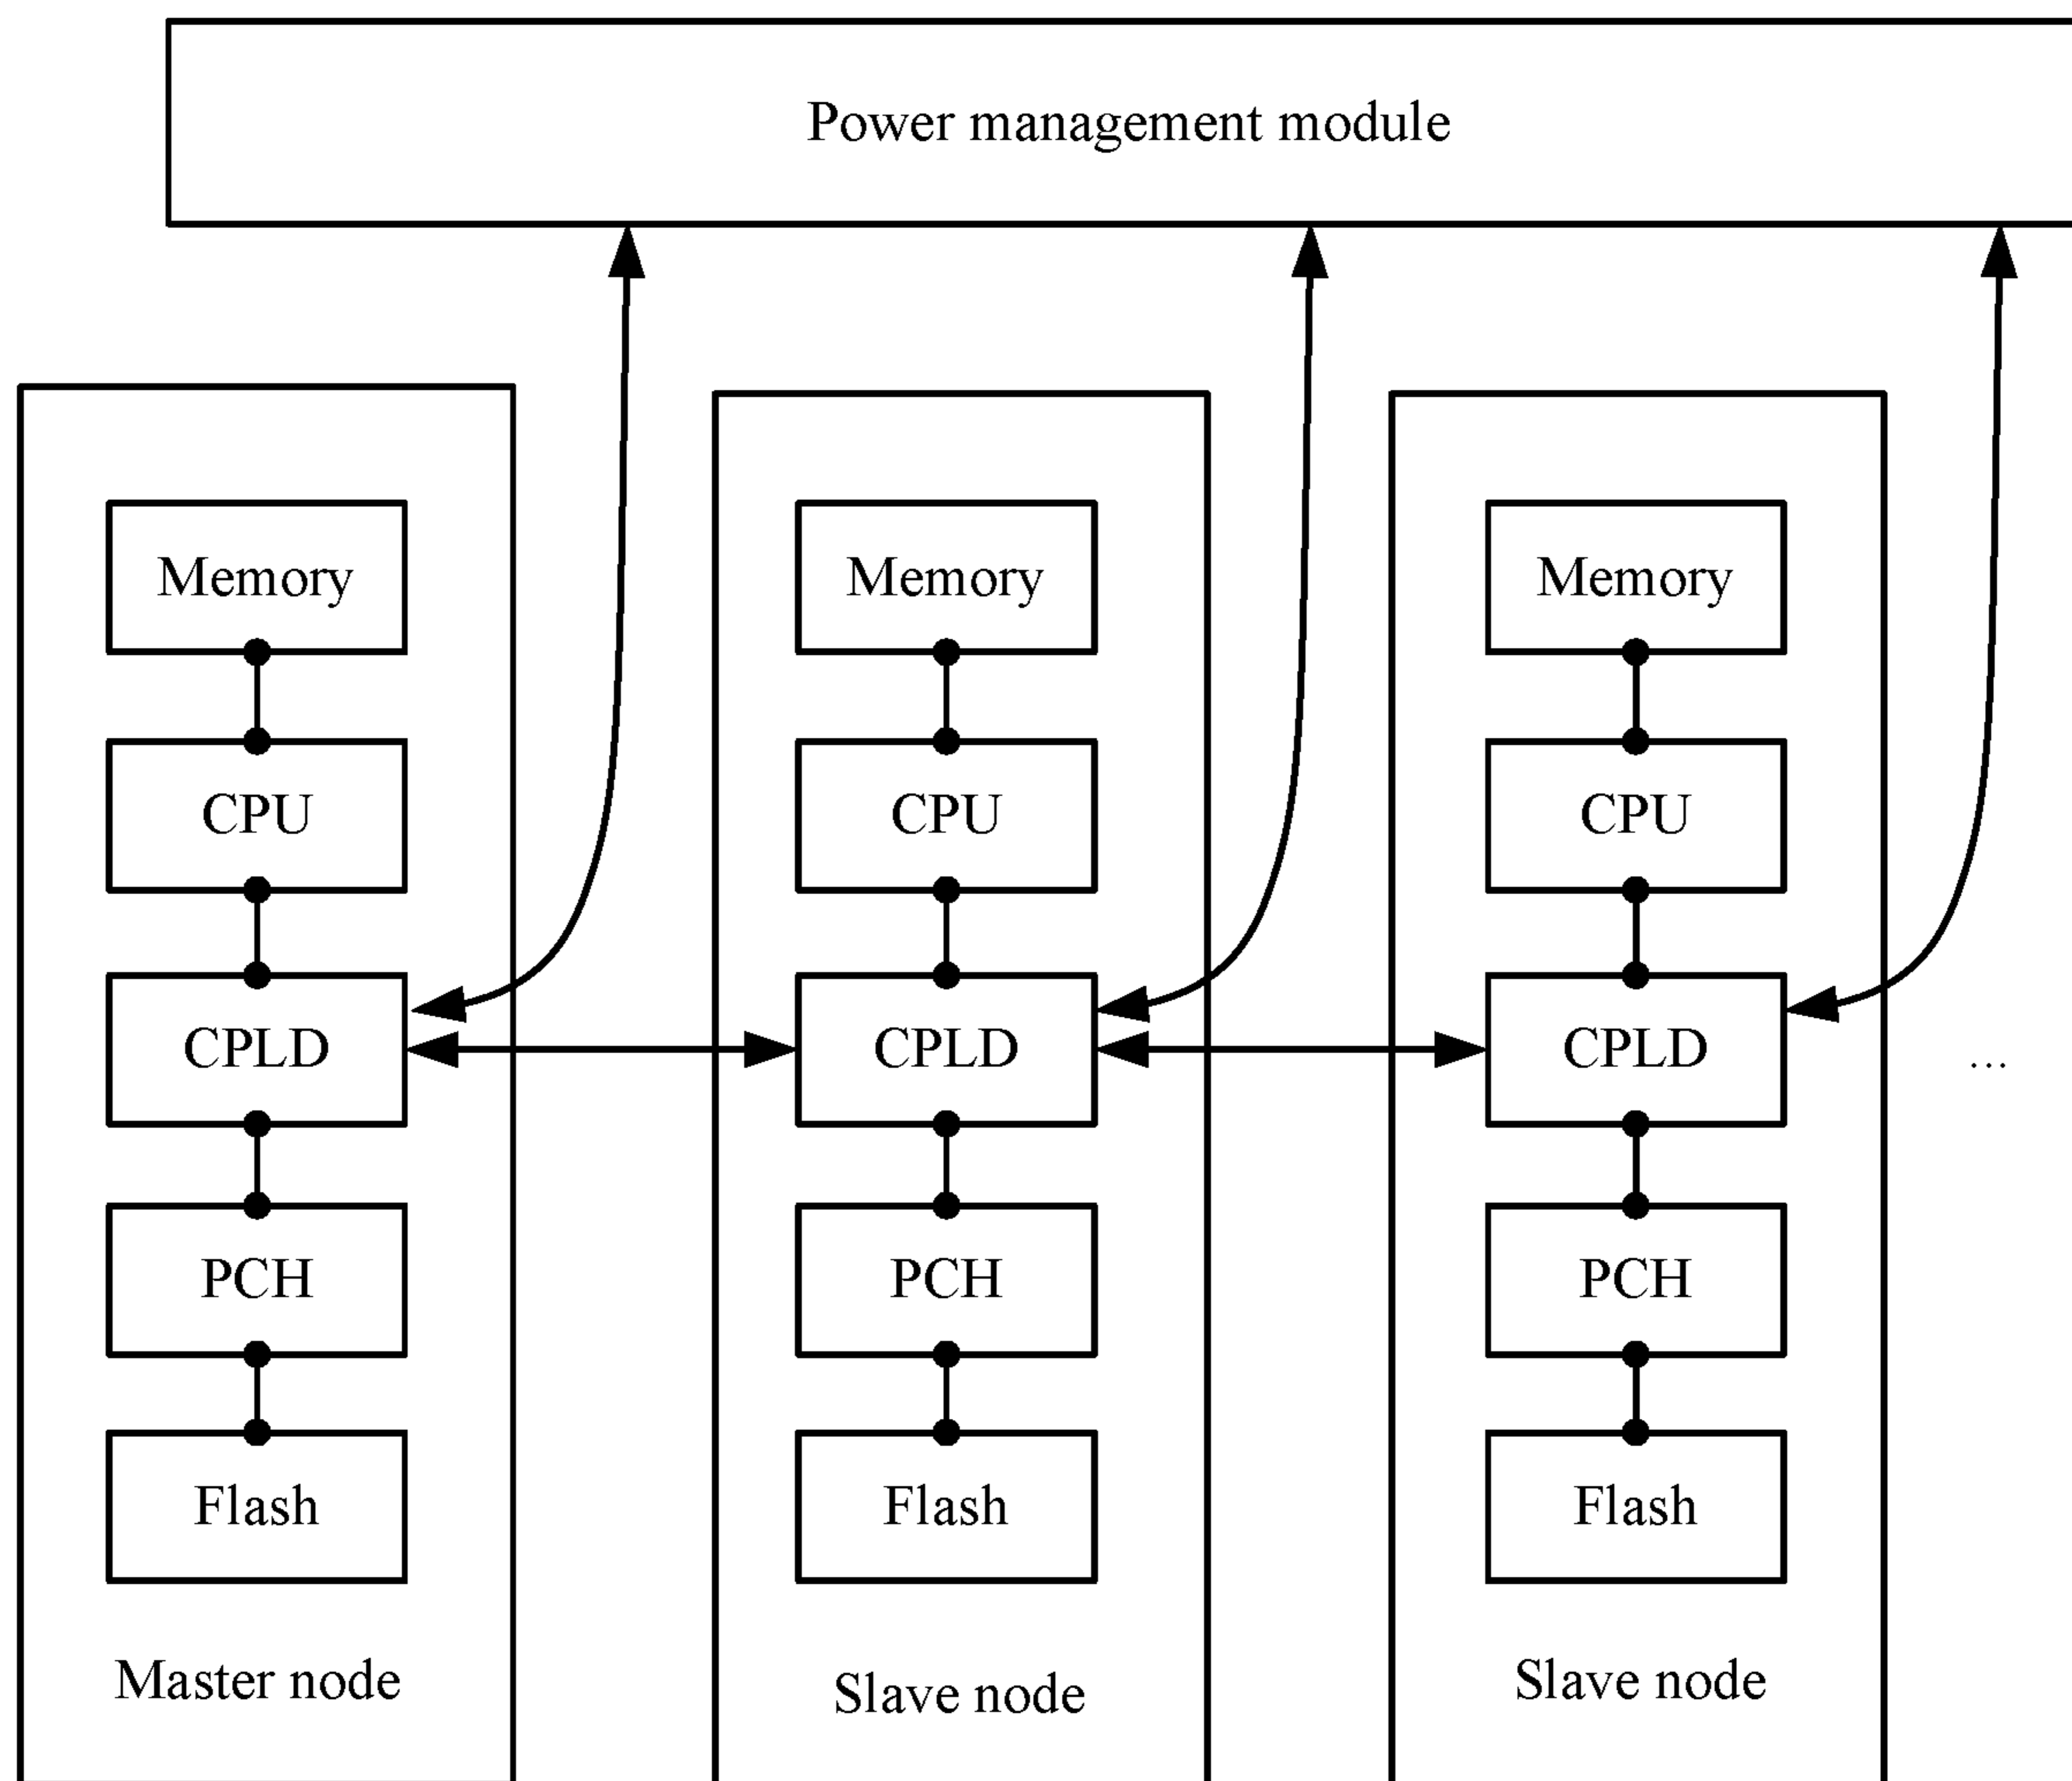 Power management module
Memory
Memory
Memory
CPU
CPU
CPU
CPLD
CPLD
CPLD
...
PCH
PCH
PCH
Flash
Flash
Flash
Master node
Slave node
Slave node